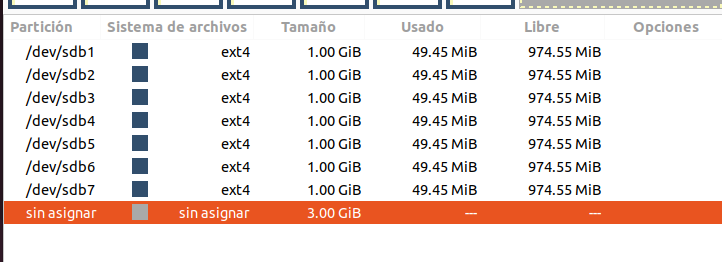 Partición Sistema de archivos Tamaño Usado Libre Opciones
/dev/sdb1 ext4 1.00 GiB 49.45 MiB 974.55 MiB
/dev/sdb2 ext4 1.00 GiB 49.45 MiB 974.55 MiB
/dev/sdb3 ext4 1.00 GiB 49.45 MiB 974.55 MiB
/dev/sdb4 ext4 1.00 GiB 49.45 MiB 974.55 MiB
/dev/sdb5 ext4 1.00 GiB 49.45 MiB 974.55 MiB
/dev/sdb6 ext4 1.00 GiB 49.45 MiB 974.55 MiB
/dev/sdb7 ext4 1.00 GiB 49.45 MiB 974.55 MiB
sin asignar sin asignar 3.00 GiB --- ---